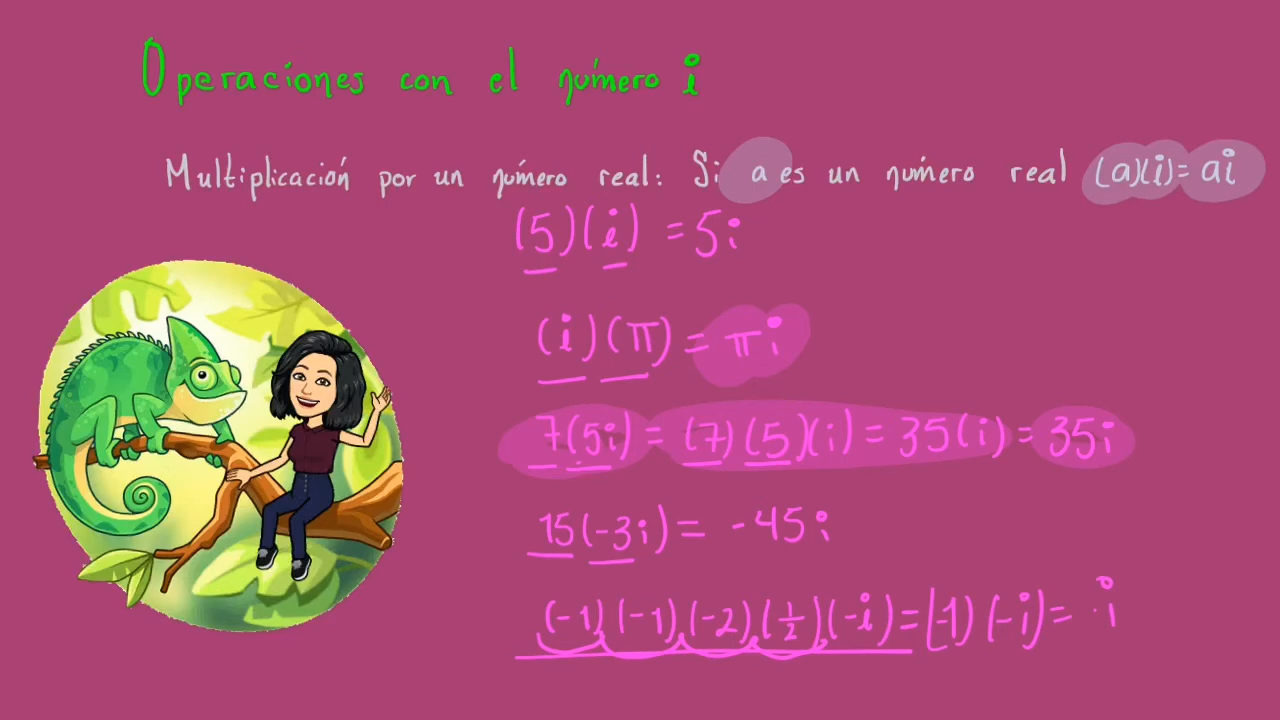 Operaciones con el número i
Multiplicación por un número real: Si a es un número real (a)(i)= ai
(5)(i) = 5i
(i)(π) = πi
7(5i) = (7)(5)(i) = 35(i) = 35i
15(-3i) = -45i
(-1)(-1)(-2)(1/2)(-i) = (-1)(-i) = i